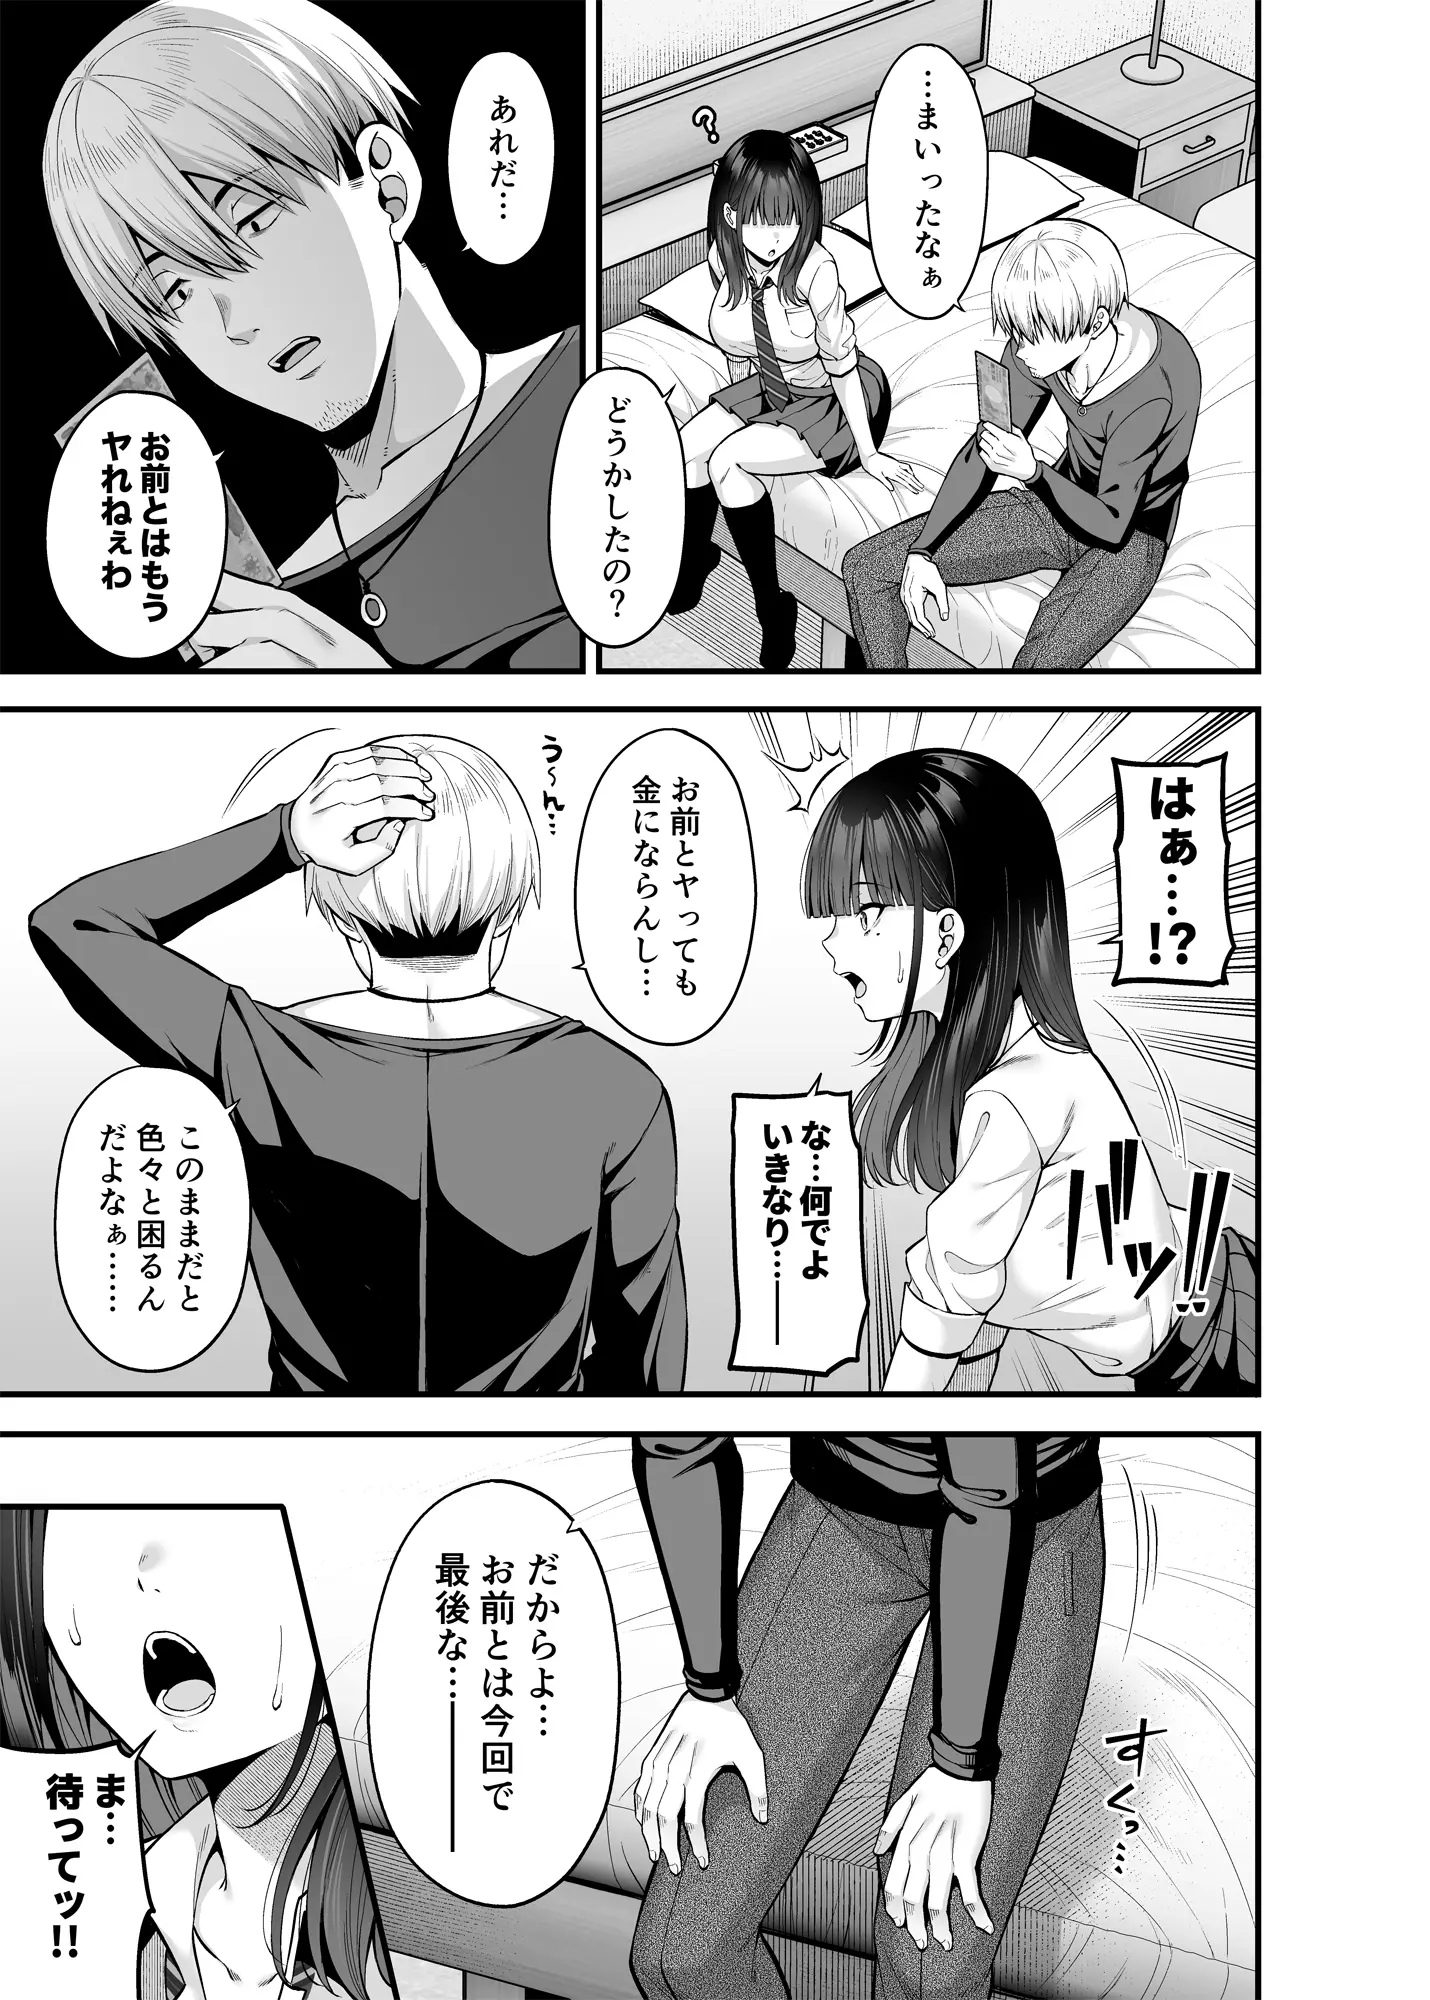 …まいったなぁ
どうかしたの？
あれだ…
お前とはもう
ヤれねぇわ
はぁ…!?
ガバッ!!
な…何でよ
いきなり…――
お前とヤっても
金にならんし…
う～ん…
このままだと
色々と困るん
だよなぁ……
すくっ…
だからよ…
お前とは今回で
最後な…――
ま…
待ってッ!!